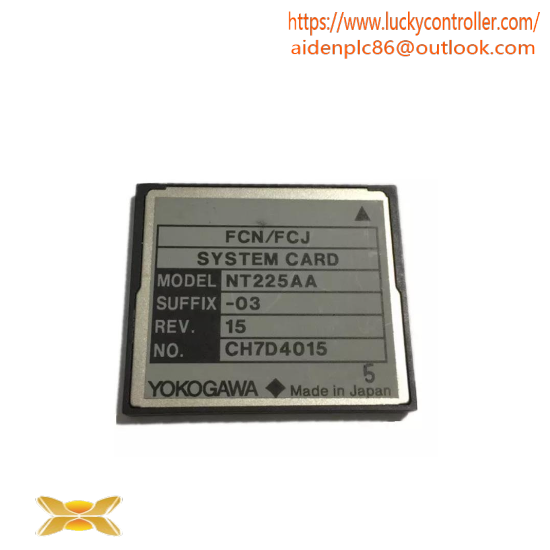 https://www.luckycontroller.com/
aidenplc86@outlook.com
FCN/FCJ
SYSTEM CARD
MODEL NT225AA
SUFFIX -03
REV. 15
NO. CH7D4015
5
YOKOGAWA ◆ Made in Japan